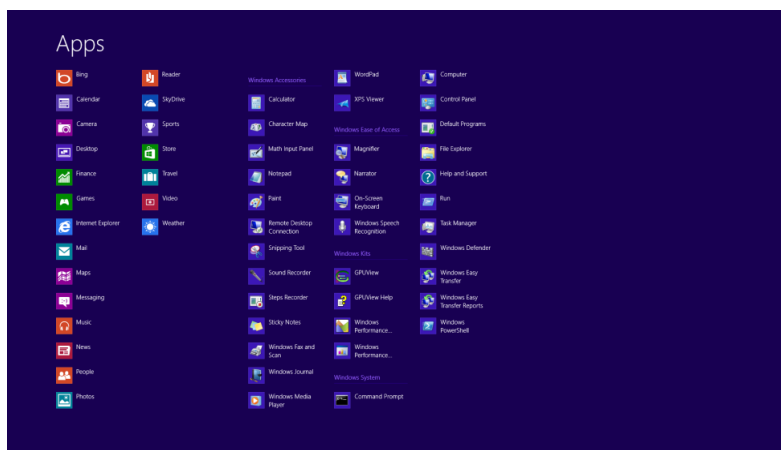 Apps
Bing
Calendar
Camera
Desktop
Finance
Games
Internet Explorer
Mail
Maps
Messaging
Music
News
People
Photos
Reader
SkyDrive
Sports
Store
Travel
Video
Weather
Windows Accessories
Calculator
Character Map
Math Input Panel
Notepad
Paint
Remote Desktop
Connection
Snipping Tool
Sound Recorder
Steps Recorder
Sticky Notes
Windows Fax and
Scan
Windows Journal
Windows Media
Player
WordPad
XPS Viewer
Windows Ease of Access
Magnifier
Narrator
On-Screen
Keyboard
Windows Speech
Recognition
Windows Kits
GPUView
GPUView Help
Windows
Performance...
Windows
Performance...
Windows System
Command Prompt
Computer
Control Panel
Default Programs
File Explorer
Help and Support
Run
Task Manager
Windows Defender
Windows Easy
Transfer
Windows Easy
Transfer Reports
Windows
PowerShell